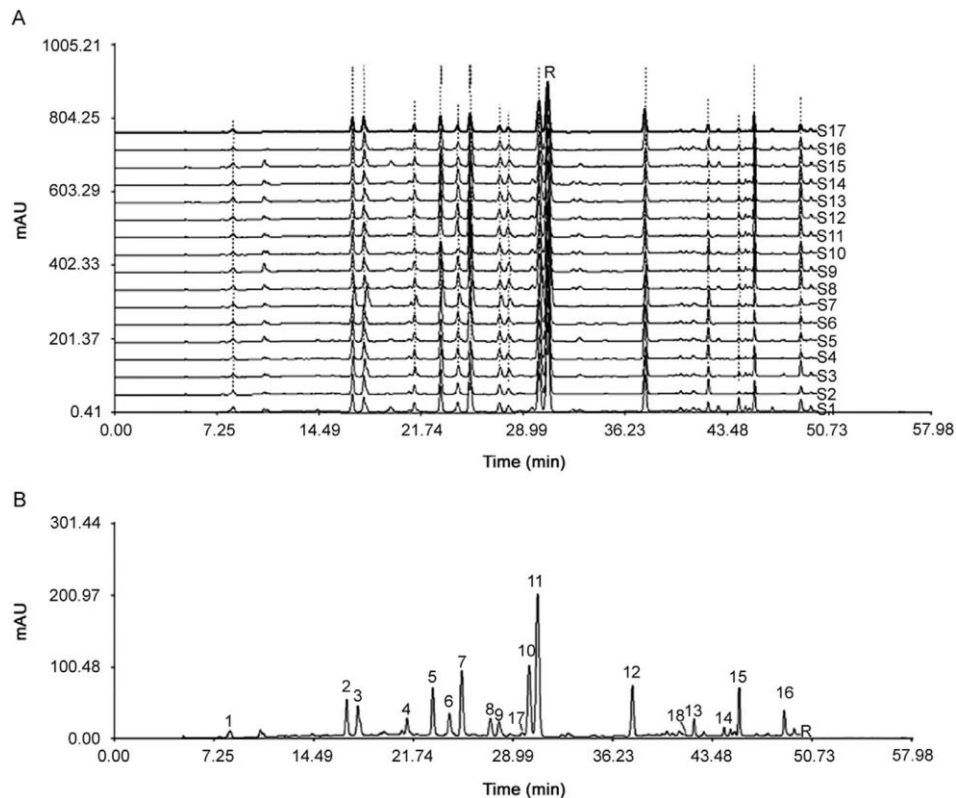 A
1005.21
804.25
603.29
402.33
201.37
0.41
mAU
R
S17
S16
S15
S14
S13
S12
S11
S10
S9
S8
S7
S6
S5
S4
S3
S2
S1
0.00 7.25 14.49 21.74 28.99 36.23 43.48 50.73 57.98
Time (min)
B
301.44
200.97
100.48
0.00
mAU
1 2 3 4 5 6 7 8 9 17 10 11 12 18 13 14 15 16 R
0.00 7.25 14.49 21.74 28.99 36.23 43.48 50.73 57.98
Time (min)